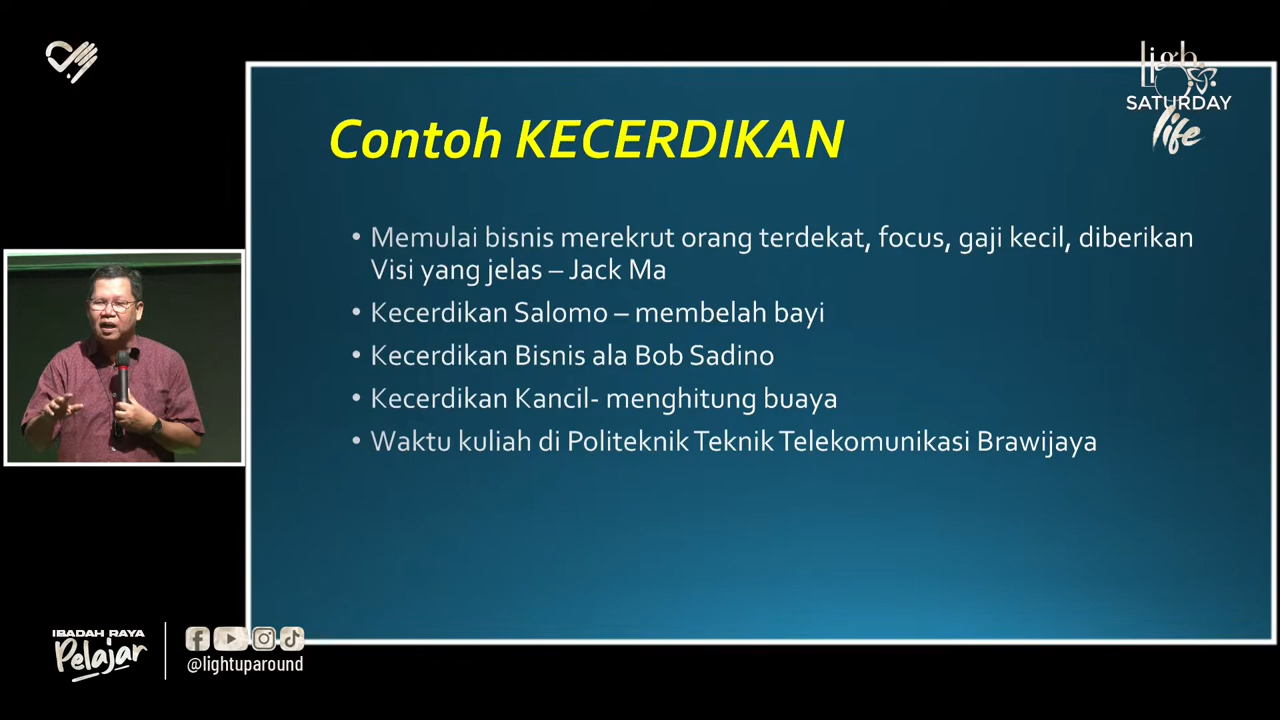 Ligh
SATURDAY
life
Contoh KECERDIKAN
• Memulai bisnis merekrut orang terdekat, focus, gaji kecil, diberikan
Visi yang jelas – Jack Ma
• Kecerdikan Salomo – membelah bayi
• Kecerdikan Bisnis ala Bob Sadino
• Kecerdikan Kancil- menghitung buaya
• Waktu kuliah di Politeknik Teknik Telekomunikasi Brawijaya
IBADAH RAYA
Pelajar
@lightuparound